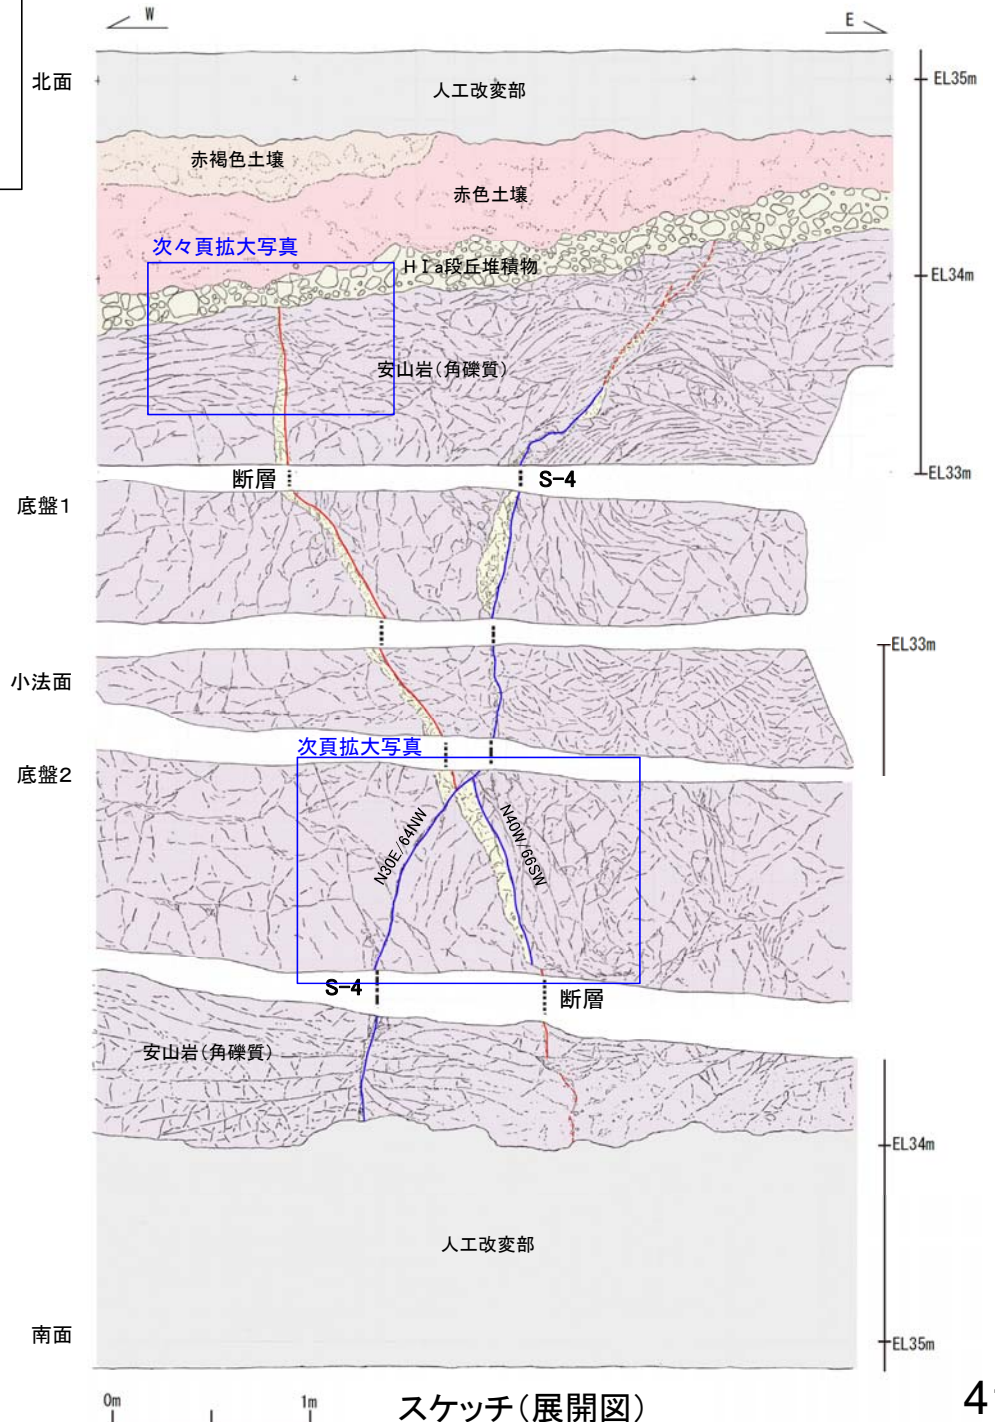 W
E
北面
EL35m
人工改変部
赤褐色土壌
赤色土壌
次々頁拡大写真
HⅠa段丘堆積物
EL34m
安山岩(角礫質)
EL33m
断層
S-4
底盤1
EL33m
小法面
次頁拡大写真
底盤2
N30E/64NW
N40W/66SW
S-4
断層
安山岩(角礫質)
EL34m
人工改変部
南面
EL35m
0m
1m
スケッチ(展開図)
4